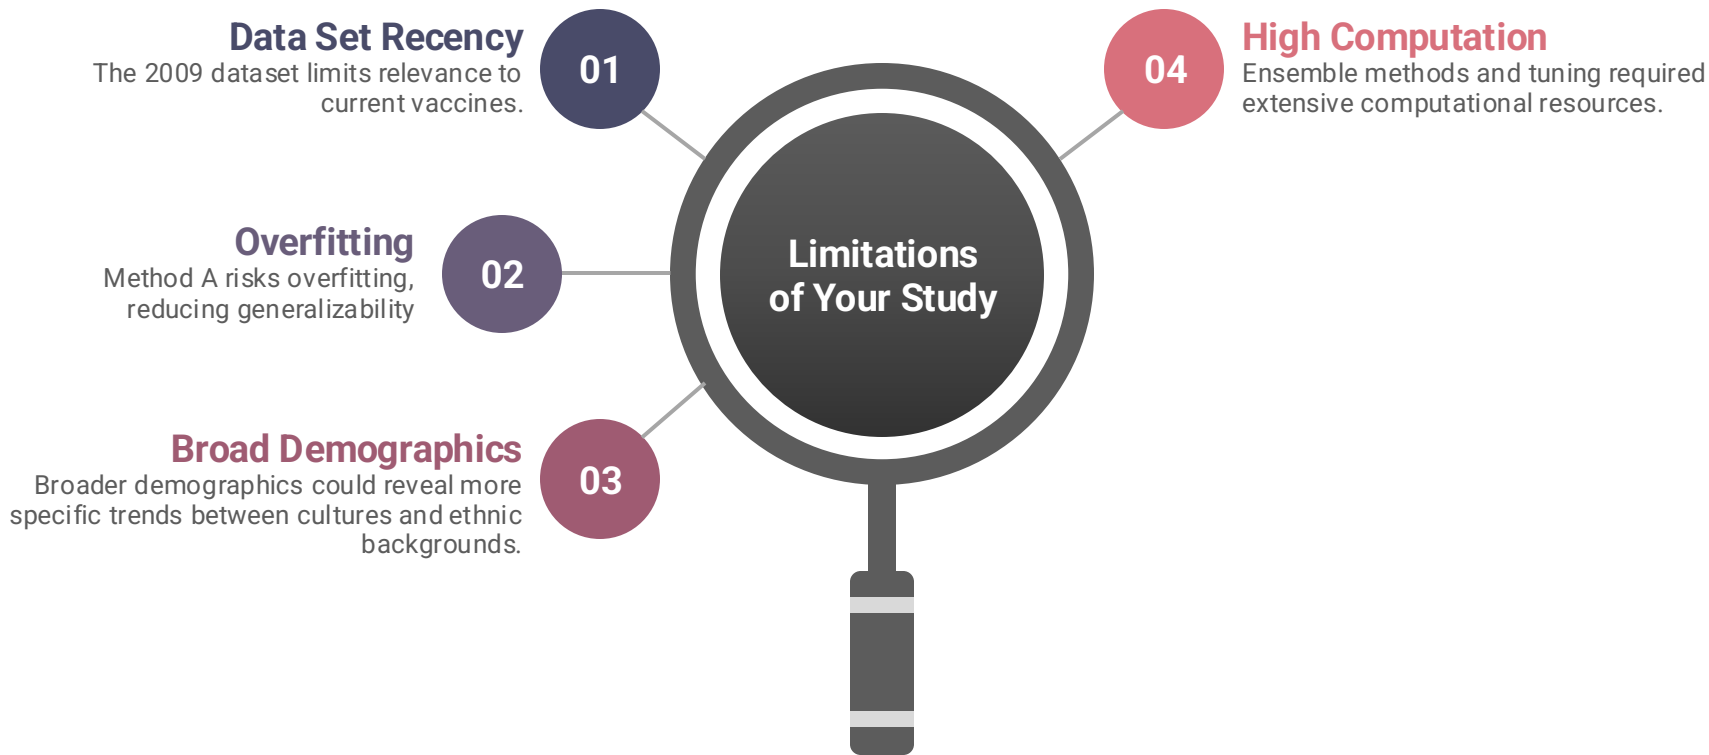 Data Set Recency
The 2009 dataset limits relevance to
current vaccines.
01
Overfitting
Method A risks overfitting,
reducing generalizability
02
Broad Demographics
Broader demographics could reveal more
specific trends between cultures and ethnic
backgrounds.
03
Limitations
of Your Study
04
High Computation
Ensemble methods and tuning required
extensive computational resources.